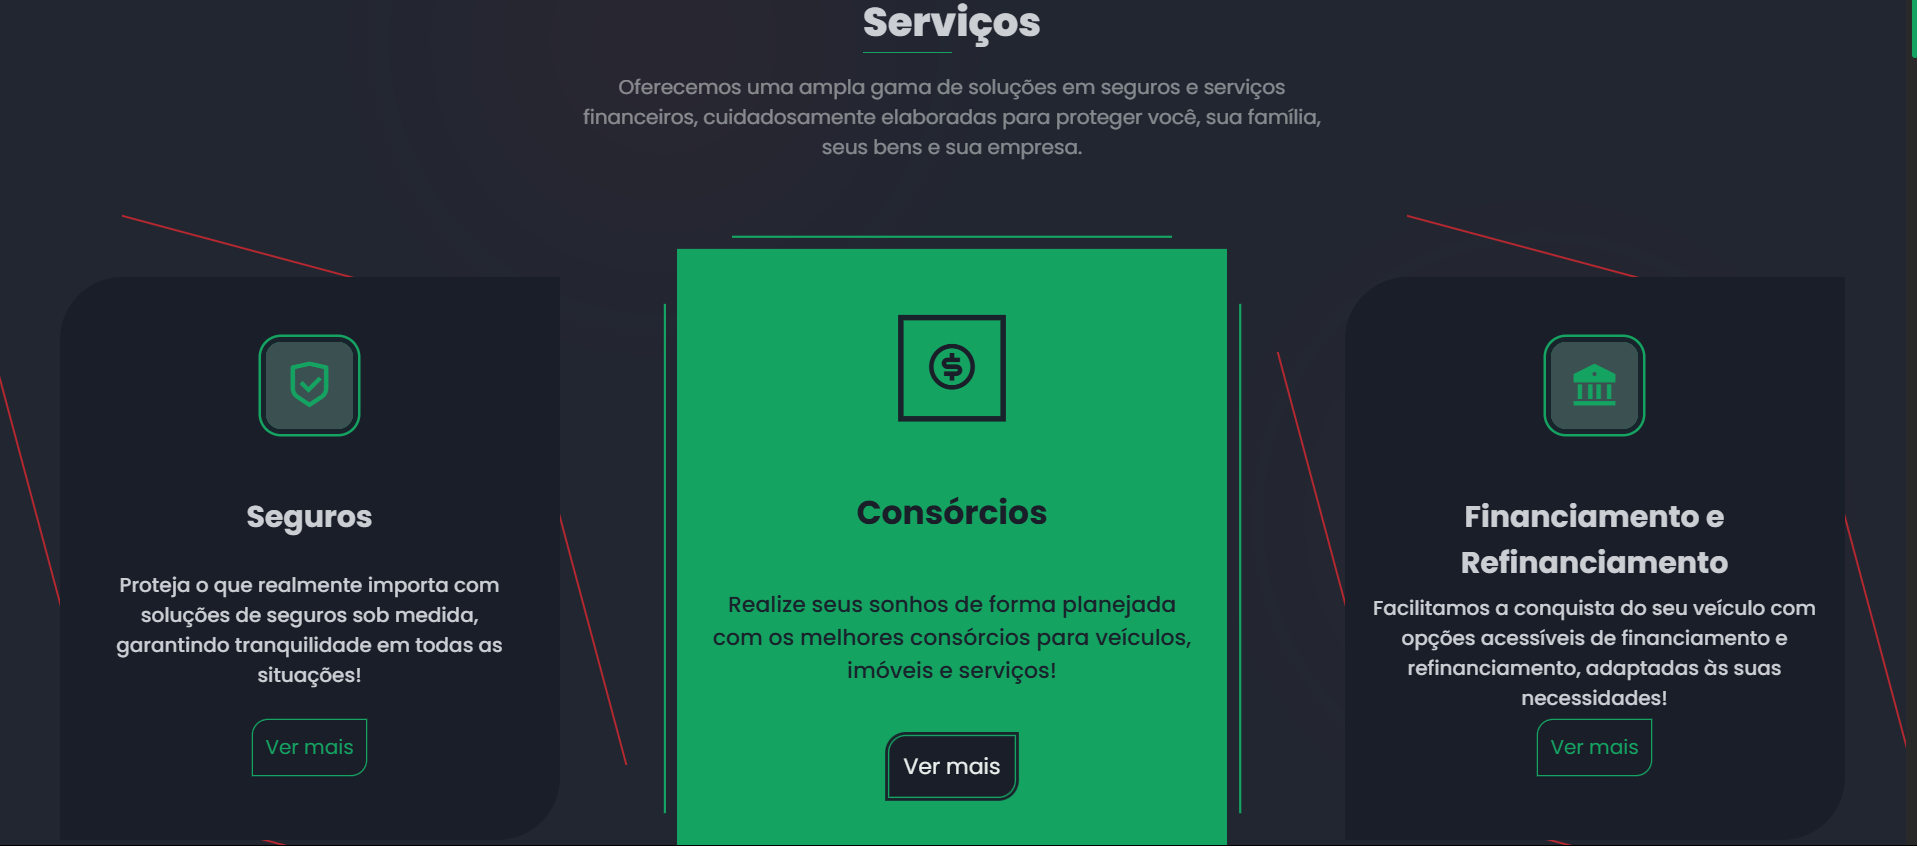 Serviços
Oferecemos uma ampla gama de soluções em seguros e serviços
financeiros, cuidadosamente elaboradas para proteger você, sua família,
seus bens e sua empresa.
Seguros
Proteja o que realmente importa com
soluções de seguros sob medida,
garantindo tranquilidade em todas as
situações!
Ver mais
Consórcios
Realize seus sonhos de forma planejada
com os melhores consórcios para veículos,
imóveis e serviços!
Ver mais
Financiamento e
Refinanciamento
Facilitamos a conquista do seu veículo com
opções acessíveis de financiamento e
refinanciamento, adaptadas às suas
necessidades!
Ver mais